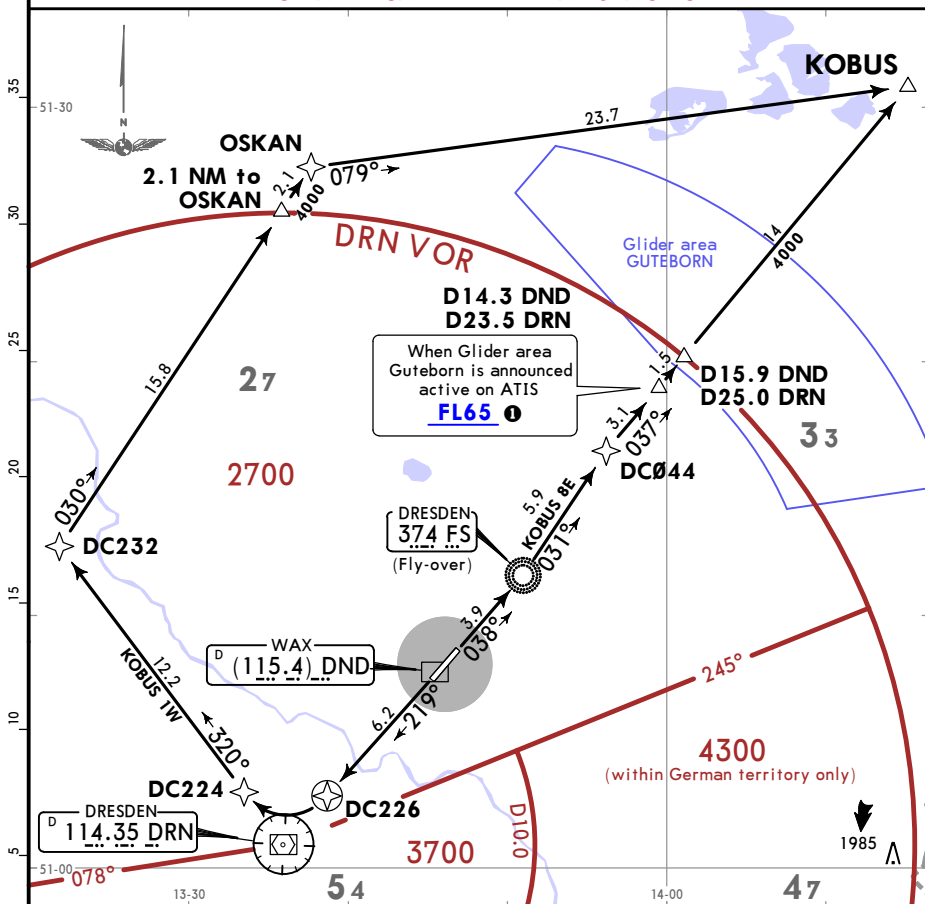 35
51-30
N
KOBUS
23.7
OSKAN
079°
2.1 NM to
OSKAN
2.1
4000
30
DRN VOR
Glider area
GUTEBORN
14
4000
D14.3 DND
D23.5 DRN
25
When Glider area
Guteborn is announced
active on ATIS
FL65 ❶
1.5
D15.9 DND
D25.0 DRN
15.8
27
33
3.1
037°
DCØ44
20
2700
030°
5.9
KOBUS 8E
031°
DRESDEN
374 FS
(Fly-over)
DC232
15
3.9
038°
WAX
D (115.4) DND
12.2
KOBUS 1W
6.2
219°
245°
10
320°
4300
(within German territory only)
DC224
DC226
DRESDEN
D 114.35 DRN
D10.0
3700
1985
5
51-00
078°
13-30
54
14-00
47